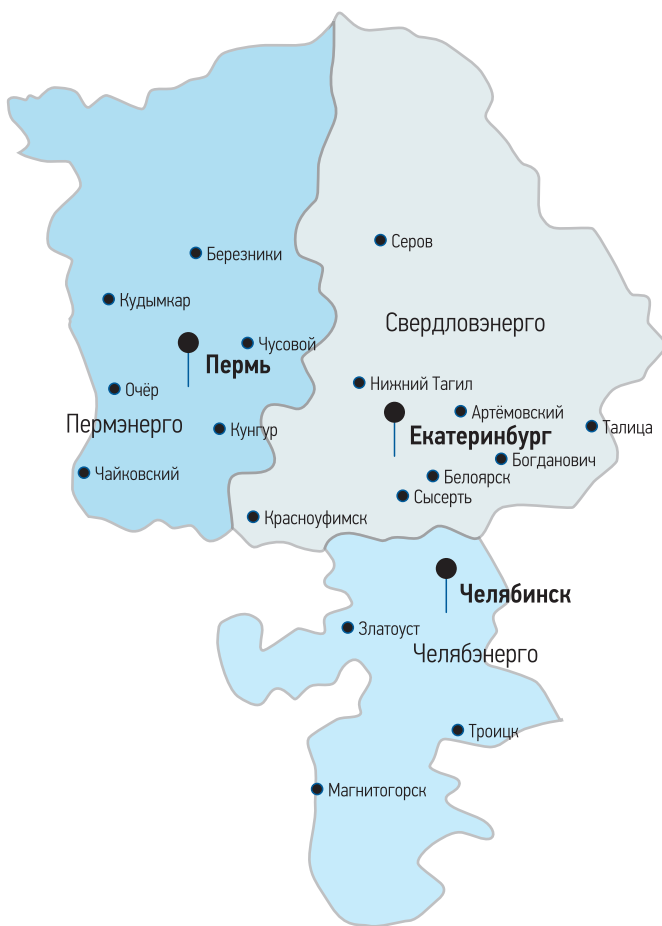 Серов
Березники
Кудымкар
Свердловэнерго
Чусовой
Пермь
Нижний Тагил
Очёр
Артёмовский
Пермэнерго
Кунгур
Екатеринбург
Талица
Богданович
Чайковский
Белоярск
Сысерть
Красноуфимск
Челябинск
Златоуст
Челябэнерго
Троицк
Магнитогорск